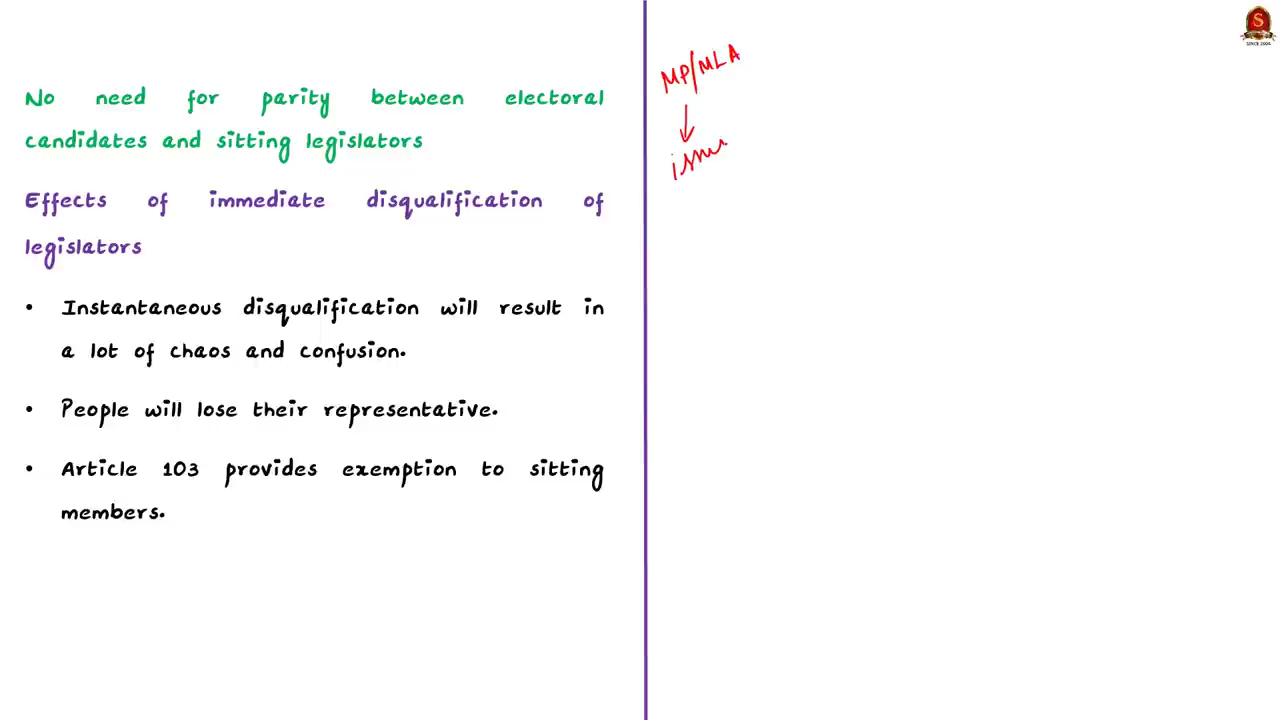 No need for parity between electoral
candidates and sitting legislators
Effects of immediate disqualification of
legislators
• Instantaneous disqualification will result in
a lot of chaos and confusion.
• People will lose their representative.
• Article 103 provides exemption to sitting
members.
MP/MLA
S
SINCE 2004